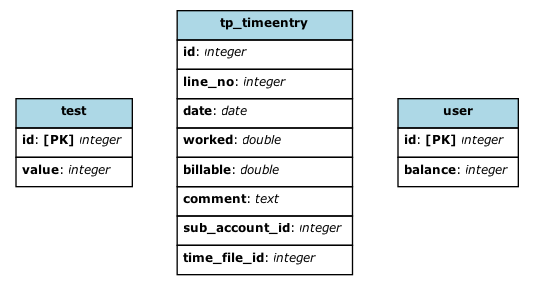 test
id: [PK] integer
value: integer
tp_timeentry
id: integer
line_no: integer
date: date
worked: double
billable: double
comment: text
sub_account_id: integer
time_file_id: integer
user
id: [PK] integer
balance: integer